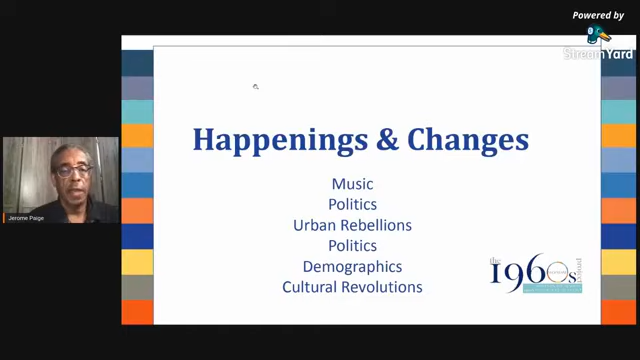 Powered by
StreamYard
Happenings & Changes
Music
Politics
Urban Rebellions
Politics
Demographics
Cultural Revolutions
Jerome Paige
the
1960s